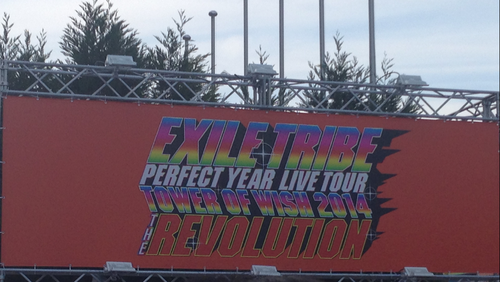 EXILE TRIBE
PERFECT YEAR LIVE TOUR
TOWER OF WISH 2014
THE REVOLUTION